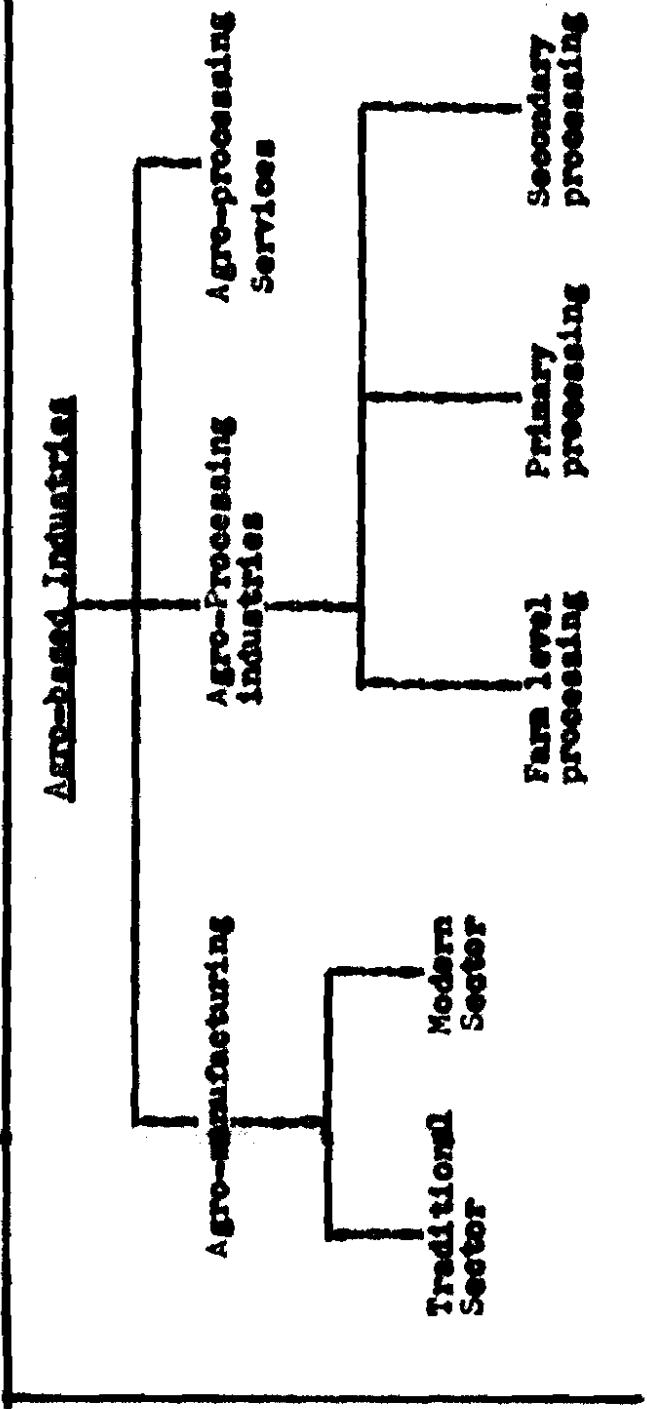 Agro-based Industries
Agro-manufacturing
Agro-Processing
industries
Agro-processing
Services
Traditional
Sector
Modern
Sector
Farm level
processing
Primary
processing
Secondary
processing